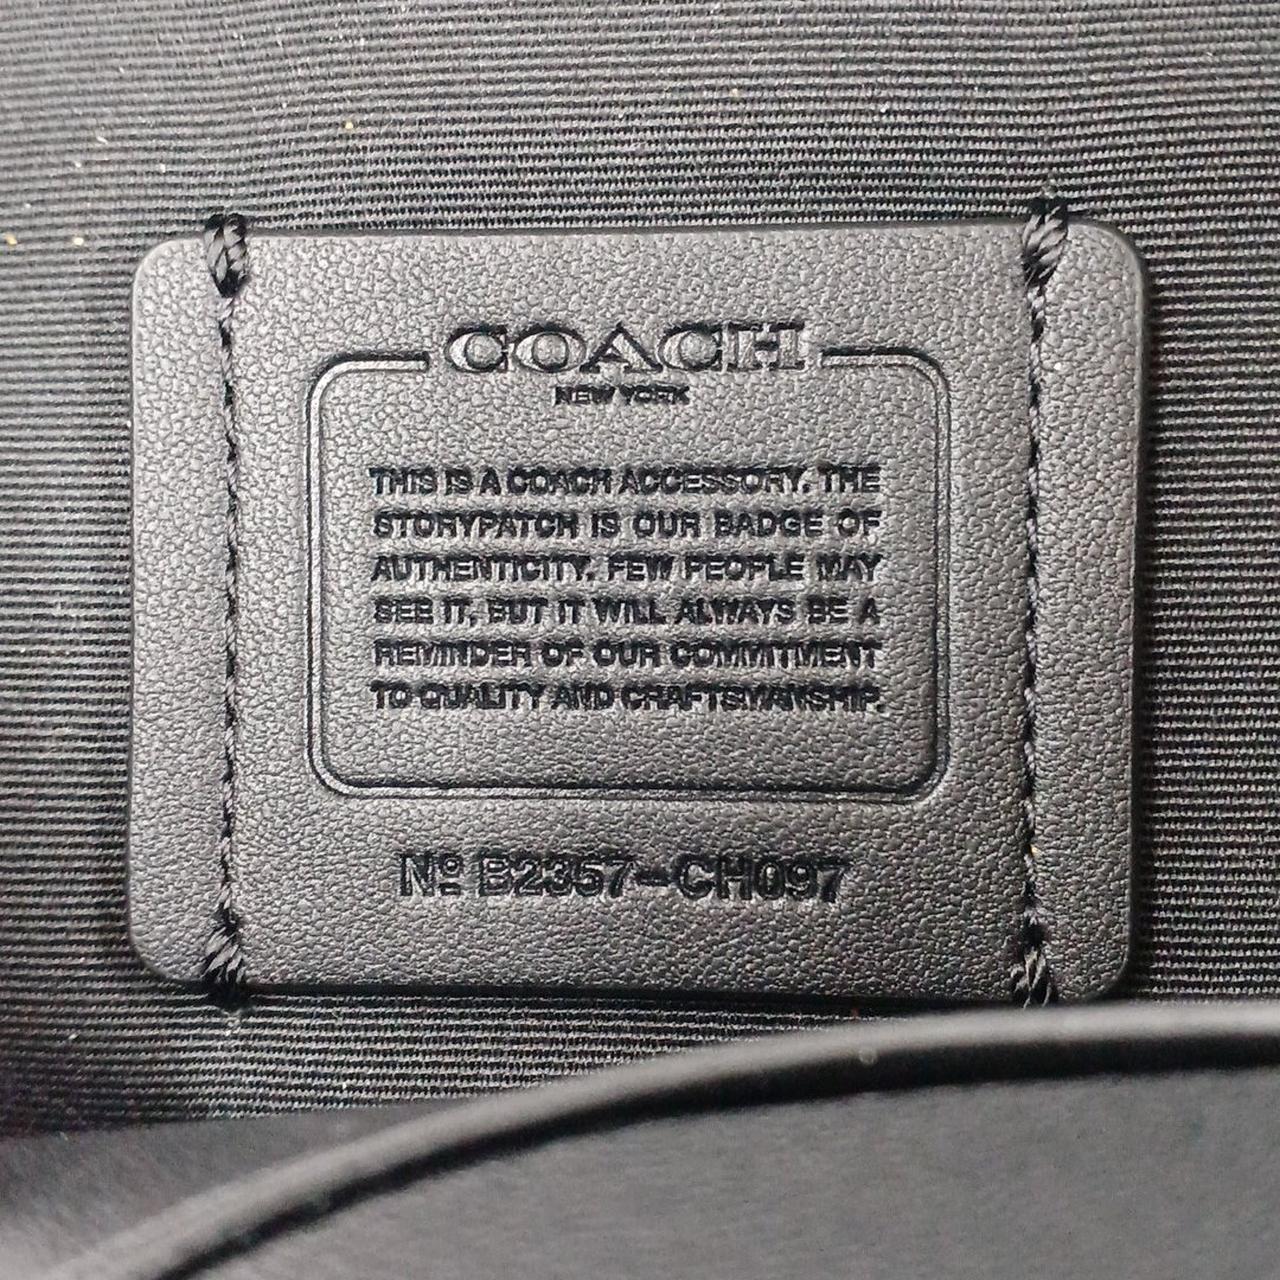 COACH
NEW YORK
THIS IS A COACH ACCESSORY. THE
STORYPATCH IS OUR BADGE OF
AUTHENTICITY. FEW PEOPLE MAY
SEE IT, BUT IT WILL ALWAYS BE A
REMINDER OF OUR COMMITMENT
TO QUALITY AND CRAFTSMANSHIP.
Nº B2357-CH097